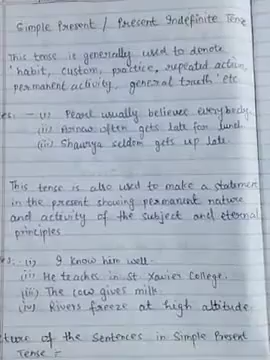 Simple Present / Present Indefinite Tense
This tense is generally used to denote
'habit, custom, practice, repeated action,
permanent activity, general truth' etc.
es. - (i) Pearl usually believes everybody.
(ii) Arnav often gets late for lunch
(iii) Shaurya seldom gets up late
This tense is also used to make a statement
in the present showing permanent nature
and activity of the subject and eternal
principles
es. (i) I know him well.
(ii) He teaches in St Xavier College.
(iii) The cow gives milk.
(iv) Rivers freeze at high altitude.
cture of the Sentences in Simple Present
Tense :-